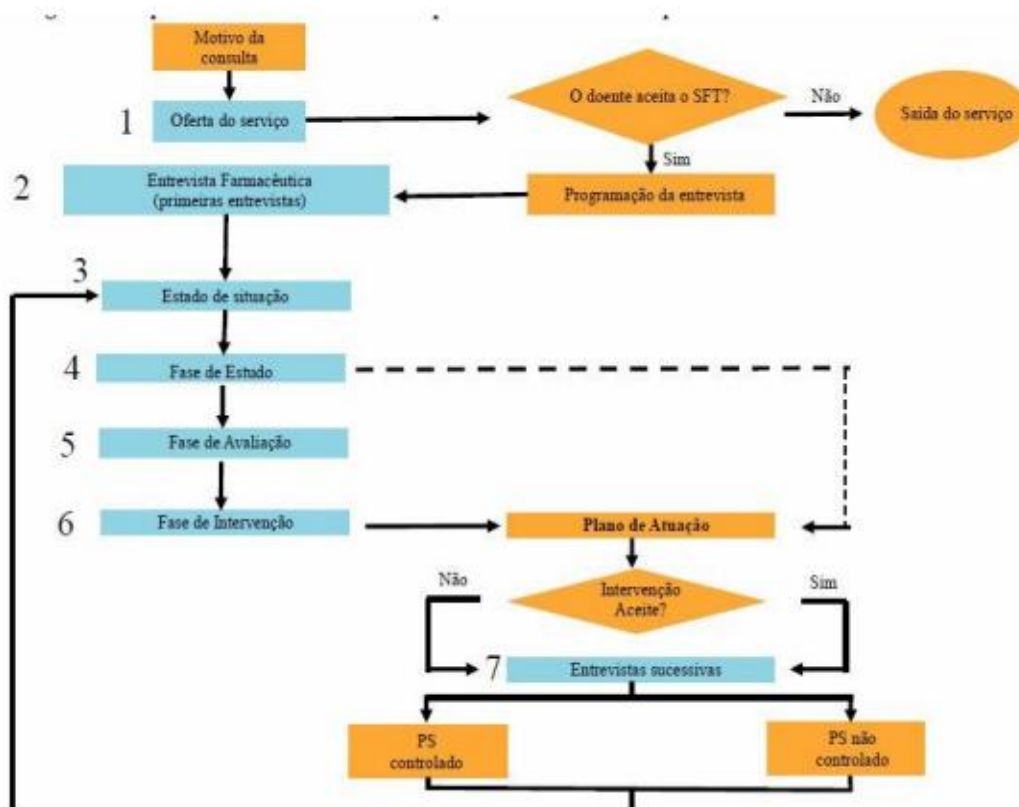 Motivo da
consulta
O doente aceita o SFT?
Não
Saída do serviço
1
Oferta do serviço
Sim
2
Entrevista Farmacêutica
(primeiras entrevistas)
Programação da entrevista
3
Estado de situação
4
Fase de Estudo
5
Fase de Avaliação
6
Fase de Intervenção
Plano de Atuação
Não
Intervenção
Aceite?
Sim
7
Entrevistas sucessivas
PS
controlado
PS não
controlado